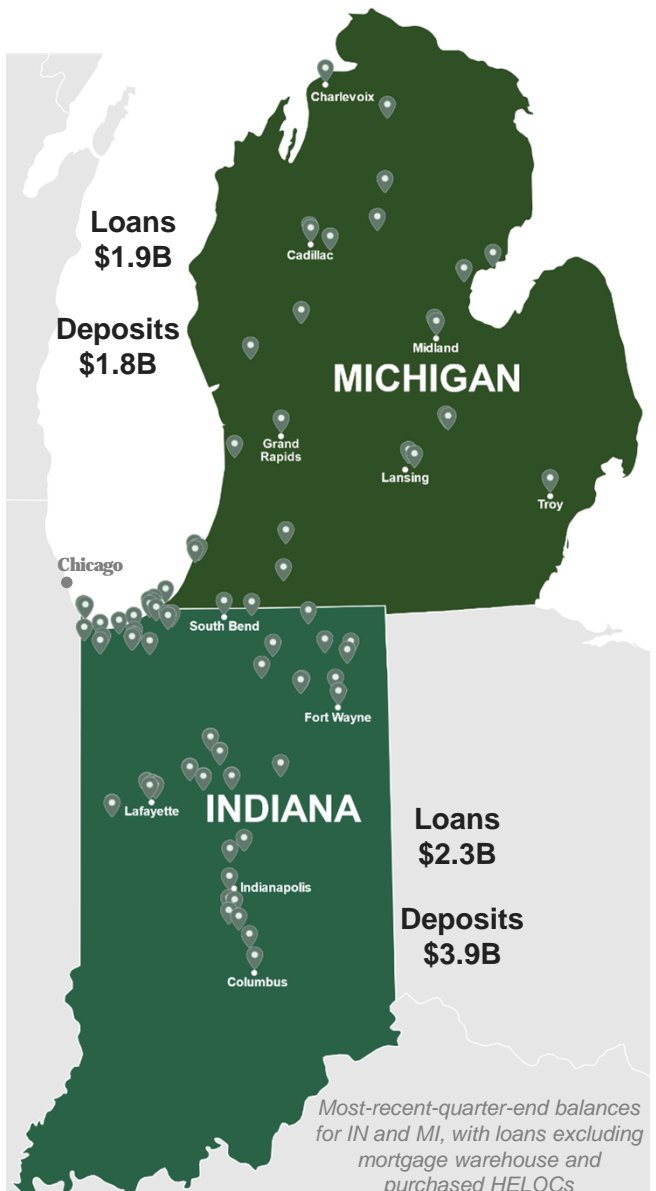 Charlevoix
Loans
$1.9B
Cadillac
Deposits
$1.8B
Midland
MICHIGAN
Grand
Rapids
Lansing
Troy
Chicago
South Bend
Fort Wayne
Lafayette
INDIANA
Loans
$2.3B
Indianapolis
Deposits
$3.9B
Columbus
Most-recent-quarter-end balances
for IN and MI, with loans excluding
mortgage warehouse and
purchased HELOCs